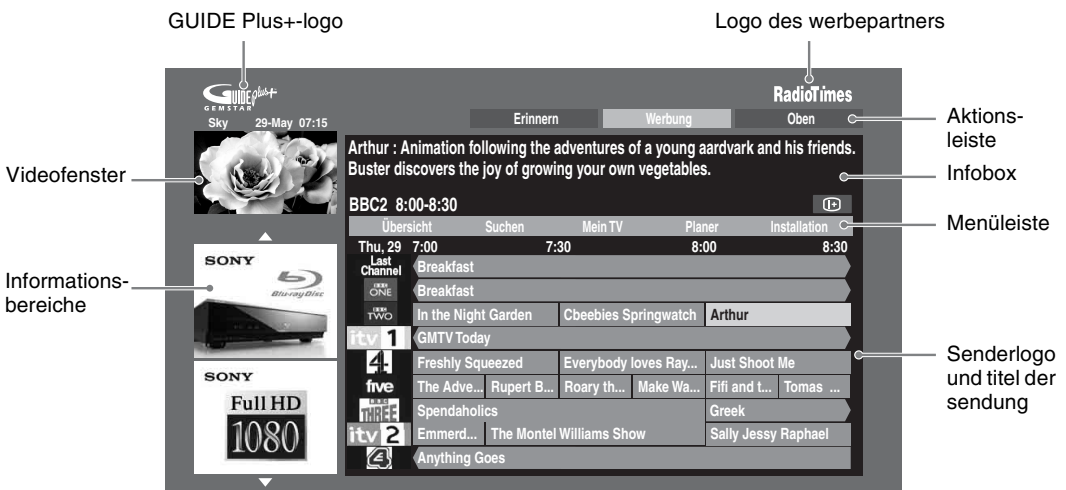 GUIDE Plus+-logo
Logo des werbepartners
GUIDE Plus+
GEMSTAR
RadioTimes
Sky 29-May 07:15
Erinnern Werbung Oben
Aktions-
leiste
Videofenster
Arthur : Animation following the adventures of a young aardvark and his friends.
Buster discovers the joy of growing your own vegetables.
Infobox
BBC2 8:00-8:30
Übersicht Suchen Mein TV Planer Installation
Menüleiste
Thu, 29 7:00 7:30 8:00 8:30
Informations-
bereiche
SONY
Blu-ray Disc
Last
Channel
Breakfast
BBC
ONE
Breakfast
BBC
TWO
In the Night Garden Cbeebies Springwatch Arthur
itv 1 GMTV Today
4 Freshly Squeezed Everybody loves Ray... Just Shoot Me
Senderlogo
und titel der
sendung
SONY
Full HD
1080
five The Adve... Rupert B... Roary th... Make Wa... Fifi and t... Tomas ...
BBC
THREE
Spendaholics Greek
itv 2 Emmerd... The Montel Williams Show Sally Jessy Raphael
4 Anything Goes